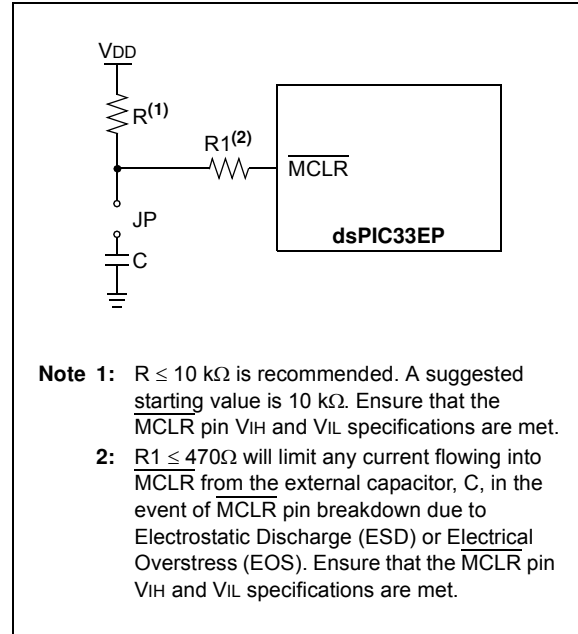 VDD
R(1)
R1(2)
MCLR
JP
dsPIC33EP
C
Note 1: R ≤ 10 kΩ is recommended. A suggested
starting value is 10 kΩ. Ensure that the
MCLR pin VIH and VIL specifications are met.
2: R1 ≤ 470Ω will limit any current flowing into
MCLR from the external capacitor, C, in the
event of MCLR pin breakdown due to
Electrostatic Discharge (ESD) or Electrical
Overstress (EOS). Ensure that the MCLR pin
VIH and VIL specifications are met.